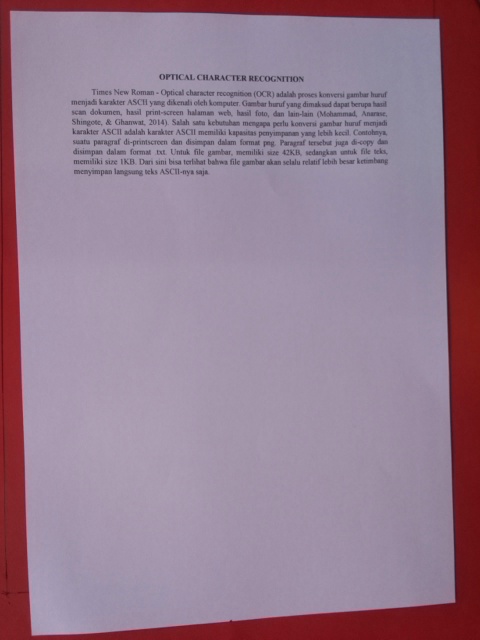 OPTICAL CHARACTER RECOGNITION
Times New Roman - Optical character recognition (OCR) adalah proses konversi gambar huruf
menjadi karakter ASCII yang dikenali oleh komputer. Gambar huruf yang dimaksud dapat berupa hasil
scan dokumen, hasil print-screen halaman web, hasil foto, dan lain-lain (Mohammad, Anarase,
Shingote, & Ghanwat, 2014). Salah satu kebutuhan mengapa perlu konversi gambar huruf menjadi
karakter ASCII adalah karakter ASCII memiliki kapasitas penyimpanan yang lebih kecil. Contohnya,
suatu paragraf di-printscreen dan disimpan dalam format png. Paragraf tersebut juga di-copy dan
disimpan dalam format txt. Untuk file gambar, memiliki size 42KB, sedangkan untuk file teks,
memiliki size 1KB. Dari sini bisa terlihat bahwa file gambar akan selalu relatif lebih besar ketimbang
menyimpan langsung teks ASCII-nya saja.